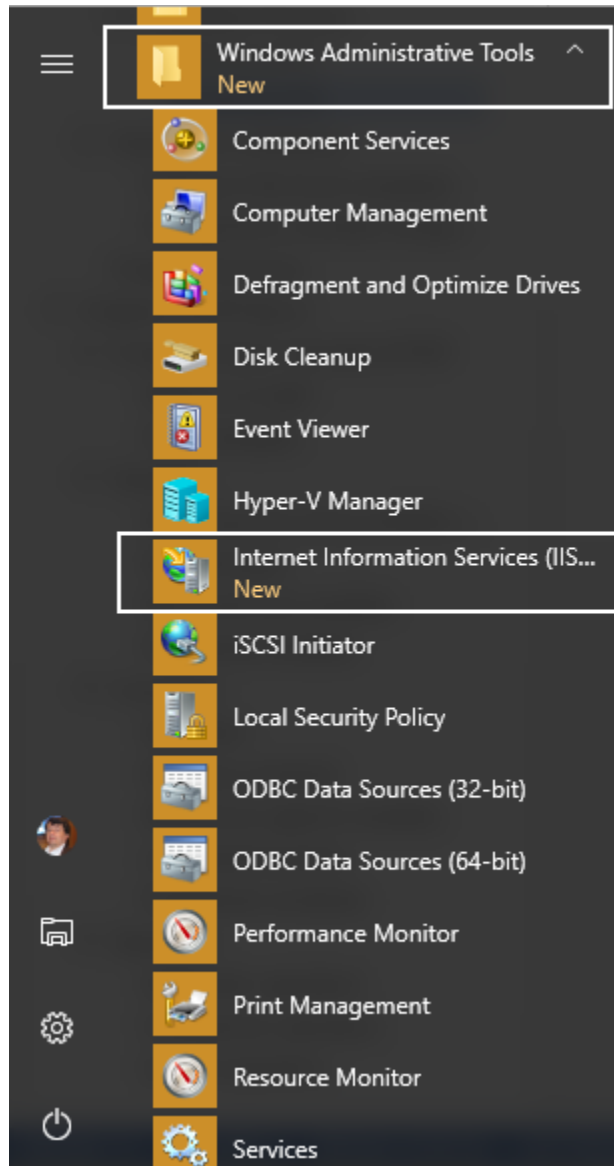 Windows Administrative Tools
New
Component Services
Computer Management
Defragment and Optimize Drives
Disk Cleanup
Event Viewer
Hyper-V Manager
Internet Information Services (IIS...
New
iSCSI Initiator
Local Security Policy
ODBC Data Sources (32-bit)
ODBC Data Sources (64-bit)
Performance Monitor
Print Management
Resource Monitor
Services